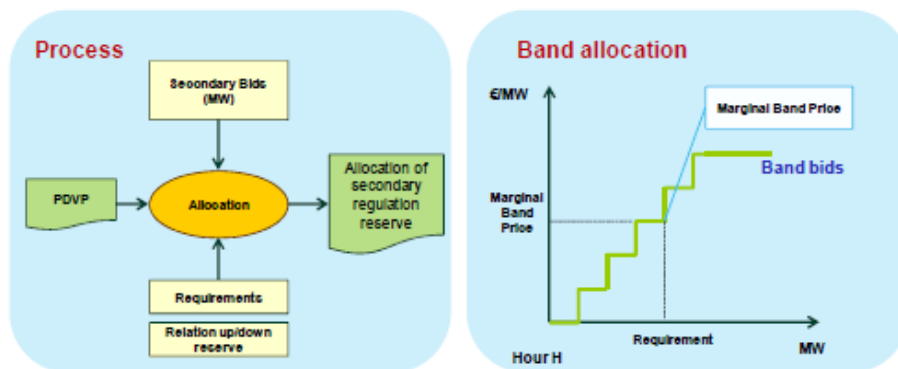 Process
Secondary Bids
(MW)
PDVP
Allocation
Allocation of
secondary
regulation
reserve
Requirements
Relation up/down
reserve
Band allocation
€/MW
Marginal Band Price
Band bids
Marginal
Band
Price
Requirement
MW
Hour H